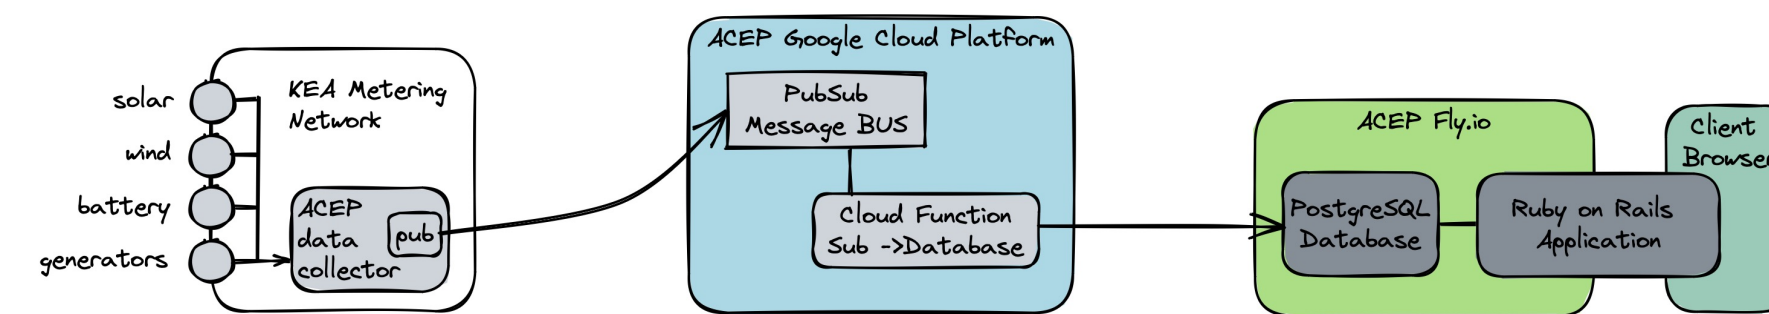 solar
wind
battery
generators
KEA Metering
Network
ACEP
data
collector
pub
ACEP Google Cloud Platform
PubSub
Message BUS
Cloud Function
Sub ->Database
ACEP Fly.io
PostgreSQL
Database
Ruby on Rails
Application
Client
Browser